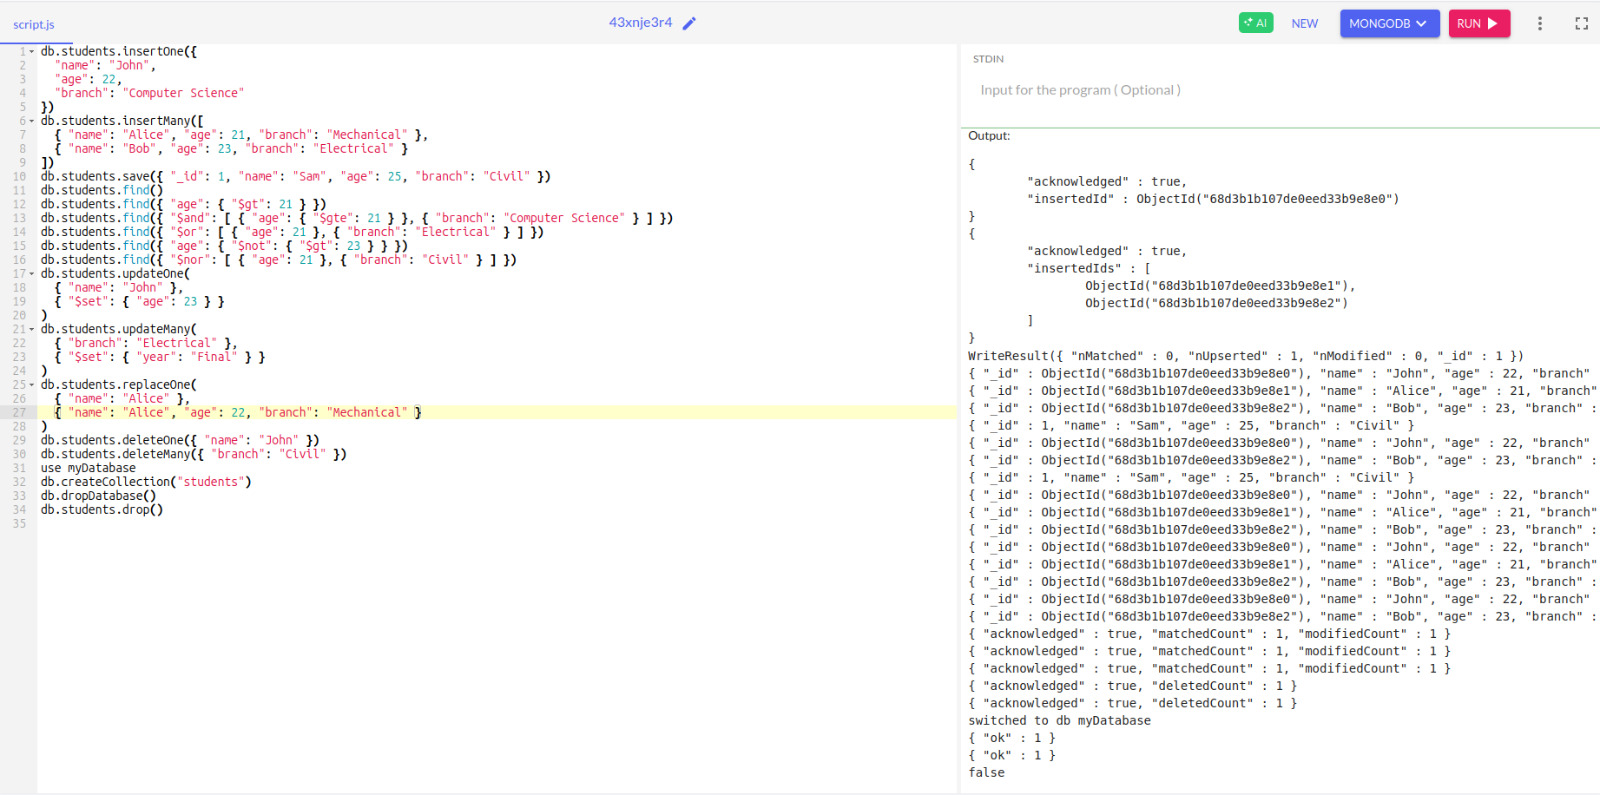 script.js
43xnje3r4
AI NEW MONGODB RUN
1 db.students.insertOne({
2 "name": "John",
3 "age": 22,
4 "branch": "Computer Science"
5 })
6 db.students.insertMany([
7 { "name": "Alice", "age": 21, "branch": "Mechanical" },
8 { "name": "Bob", "age": 23, "branch": "Electrical" }
9 ])
10 db.students.save({ "_id": 1, "name": "Sam", "age": 25, "branch": "Civil" })
11 db.students.find()
12 db.students.find({ "age": { "$gt": 21 } })
13 db.students.find({ "$and": [ { "age": { "$gte": 21 } }, { "branch": "Computer Science" } ] })
14 db.students.find({ "$or": [ { "age": 21 }, { "branch": "Electrical" } ] })
15 db.students.find({ "age": { "$not": { "$gt": 23 } } })
16 db.students.find({ "$nor": [ { "age": 21 }, { "branch": "Civil" } ] })
17 db.students.updateOne(
18 { "name": "John" },
19 { "$set": { "age": 23 } }
20 )
21 db.students.updateMany(
22 { "branch": "Electrical" },
23 { "$set": { "year": "Final" } }
24 )
25 db.students.replaceOne(
26 { "name": "Alice" },
27 { "name": "Alice", "age": 22, "branch": "Mechanical" }
28 )
29 db.students.deleteOne({ "name": "John" })
30 db.students.deleteMany({ "branch": "Civil" })
31 use myDatabase
32 db.createCollection("students")
33 db.dropDatabase()
34 db.students.drop()
35
STDIN
Input for the program ( Optional )
Output:
{
"acknowledged" : true,
"insertedId" : ObjectId("68d3b1b107de0eed33b9e8e0")
}
{
"acknowledged" : true,
"insertedIds" : [
ObjectId("68d3b1b107de0eed33b9e8e1"),
ObjectId("68d3b1b107de0eed33b9e8e2")
]
}
WriteResult({ "nMatched" : 0, "nUpserted" : 1, "nModified" : 0, "_id" : 1 })
{ "_id" : ObjectId("68d3b1b107de0eed33b9e8e0"), "name" : "John", "age" : 22, "branch"
{ "_id" : ObjectId("68d3b1b107de0eed33b9e8e1"), "name" : "Alice", "age" : 21, "branch"
{ "_id" : ObjectId("68d3b1b107de0eed33b9e8e2"), "name" : "Bob", "age" : 23, "branch" :
{ "_id" : 1, "name" : "Sam", "age" : 25, "branch" : "Civil" }
{ "_id" : ObjectId("68d3b1b107de0eed33b9e8e0"), "name" : "John", "age" : 22, "branch"
{ "_id" : ObjectId("68d3b1b107de0eed33b9e8e2"), "name" : "Bob", "age" : 23, "branch" :
{ "_id" : 1, "name" : "Sam", "age" : 25, "branch" : "Civil" }
{ "_id" : ObjectId("68d3b1b107de0eed33b9e8e0"), "name" : "John", "age" : 22, "branch"
{ "_id" : ObjectId("68d3b1b107de0eed33b9e8e1"), "name" : "Alice", "age" : 21, "branch"
{ "_id" : ObjectId("68d3b1b107de0eed33b9e8e2"), "name" : "Bob", "age" : 23, "branch" :
{ "_id" : ObjectId("68d3b1b107de0eed33b9e8e0"), "name" : "John", "age" : 22, "branch"
{ "_id" : ObjectId("68d3b1b107de0eed33b9e8e1"), "name" : "Alice", "age" : 21, "branch"
{ "_id" : ObjectId("68d3b1b107de0eed33b9e8e2"), "name" : "Bob", "age" : 23, "branch" :
{ "_id" : ObjectId("68d3b1b107de0eed33b9e8e0"), "name" : "John", "age" : 22, "branch"
{ "_id" : ObjectId("68d3b1b107de0eed33b9e8e2"), "name" : "Bob", "age" : 23, "branch" :
{ "acknowledged" : true, "matchedCount" : 1, "modifiedCount" : 1 }
{ "acknowledged" : true, "matchedCount" : 1, "modifiedCount" : 1 }
{ "acknowledged" : true, "matchedCount" : 1, "modifiedCount" : 1 }
{ "acknowledged" : true, "deletedCount" : 1 }
{ "acknowledged" : true, "deletedCount" : 1 }
switched to db myDatabase
{ "ok" : 1 }
{ "ok" : 1 }
false